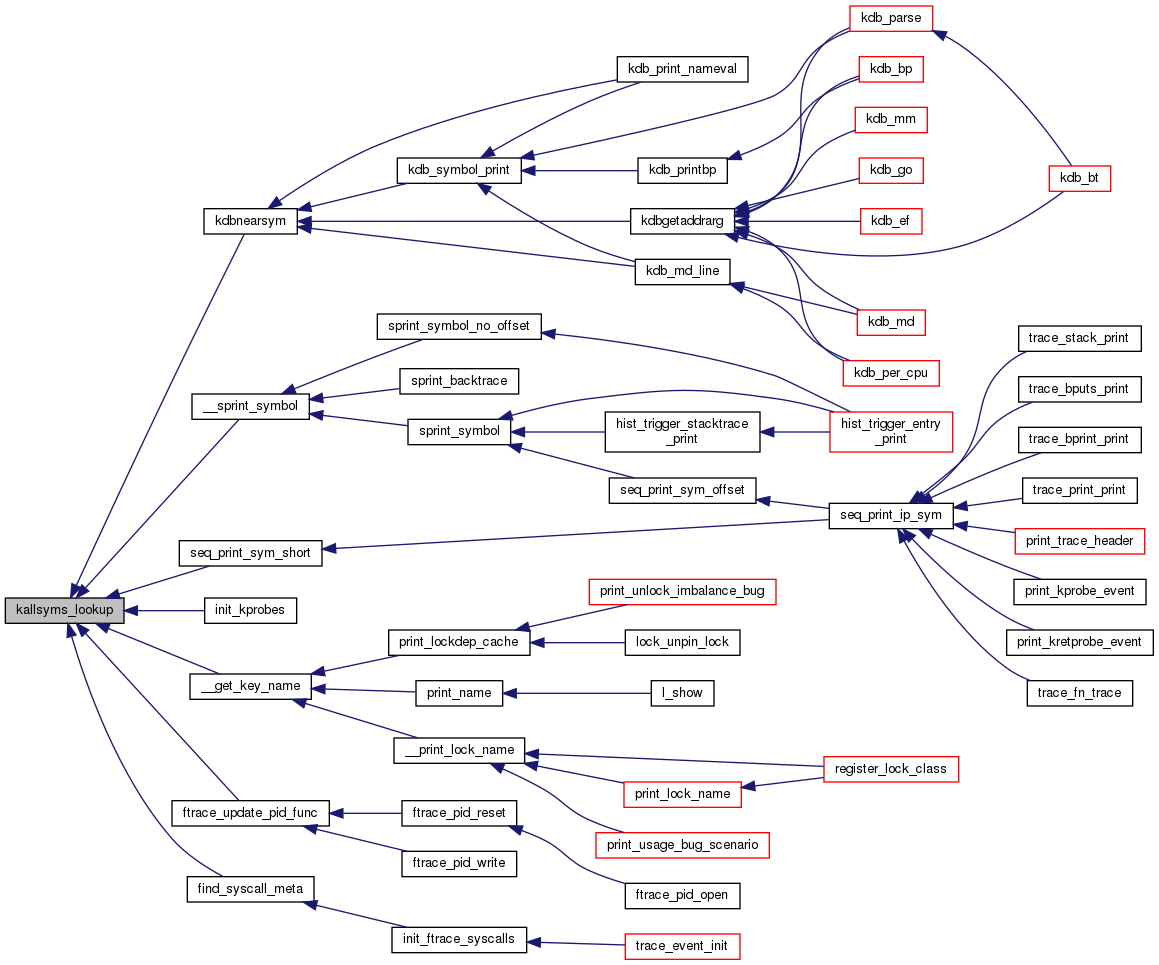 kdb_parse
kdb_print_nameval
kdb_bp
kdb_mm
kdb_symbol_print
kdb_printbp
kdb_go
kdb_bt
kdbnearsym
kdbgetaddrarg
kdb_ef
kdb_md_line
kdb_md
sprint_symbol_no_offset
trace_stack_print
kdb_per_cpu
sprint_backtrace
trace_bputs_print
__sprint_symbol
sprint_symbol
hist_trigger_stacktrace
_print
hist_trigger_entry
_print
trace_bprint_print
seq_print_sym_offset
trace_print_print
seq_print_ip_sym
print_trace_header
seq_print_sym_short
print_kprobe_event
kallsyms_lookup
init_kprobes
print_unlock_imbalance_bug
print_lockdep_cache
lock_unpin_lock
print_kretprobe_event
__get_key_name
print_name
l_show
trace_fn_trace
__print_lock_name
register_lock_class
print_lock_name
ftrace_update_pid_func
ftrace_pid_reset
print_usage_bug_scenario
ftrace_pid_write
find_syscall_meta
ftrace_pid_open
init_ftrace_syscalls
trace_event_init